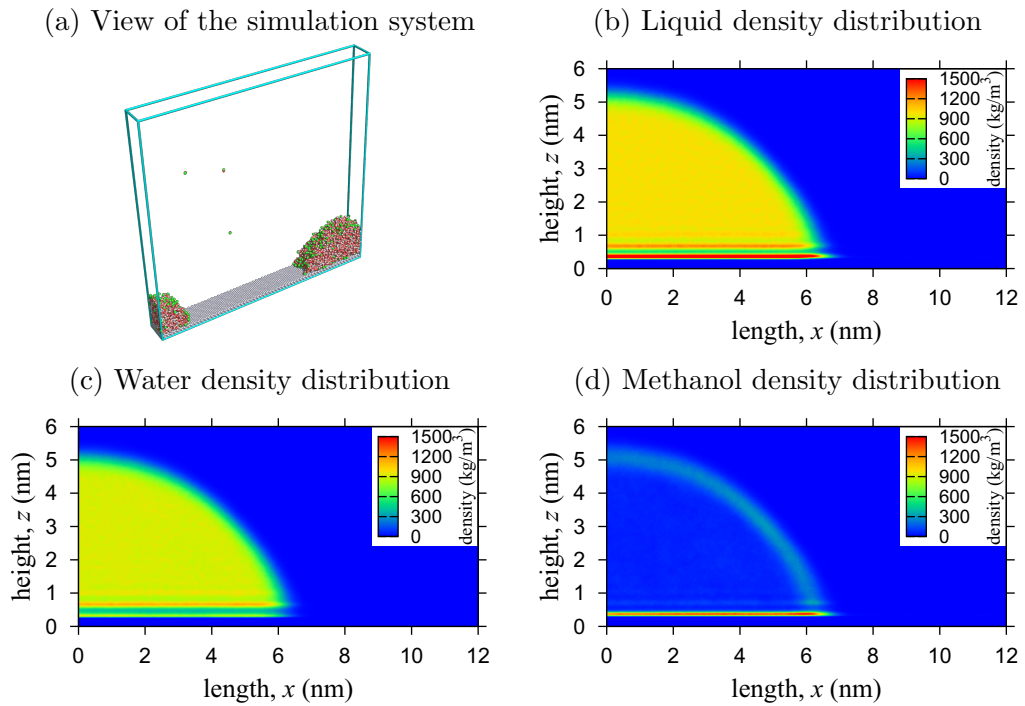 (a) View of the simulation system
(b) Liquid density distribution
6
5
4
3
2
1
0
height, z (nm)
0 2 4 6 8 10 12
length, x (nm)
1500
1200
900
600
300
0
density (kg/m³)
(c) Water density distribution
6
5
4
3
2
1
0
height, z (nm)
0 2 4 6 8 10 12
length, x (nm)
1500
1200
900
600
300
0
density (kg/m³)
(d) Methanol density distribution
6
5
4
3
2
1
0
height, z (nm)
0 2 4 6 8 10 12
length, x (nm)
1500
1200
900
600
300
0
density (kg/m³)